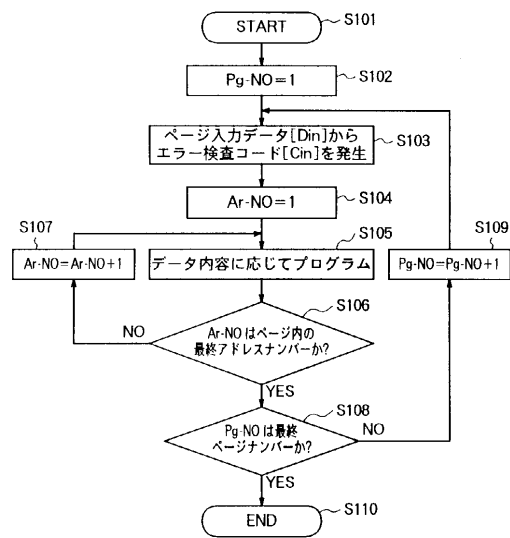 START
S101
Pg-NO=1
S102
ページ入力データ[Din]から
エラー検査コード[Cin]を発生
S103
Ar-NO=1
S104
S107
Ar-NO=Ar-NO+1
S105
データ内容に応じてプログラム
S109
Pg-NO=Pg-NO+1
S106
Ar-NOはページ内の
最終アドレスナンバーか?
NO
YES
S108
Pg-NOは最終
ページナンバーか?
NO
YES
END
S110